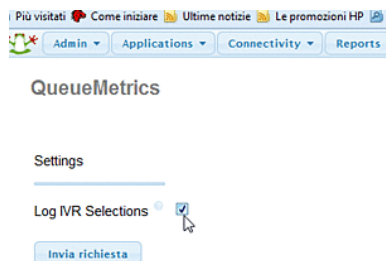 Più visitati Come iniziare Ultime notizie Le promozioni HP
Admin Applications Connectivity Reports
QueueMetrics
Settings
Log IVR Selections
Invia richiesta